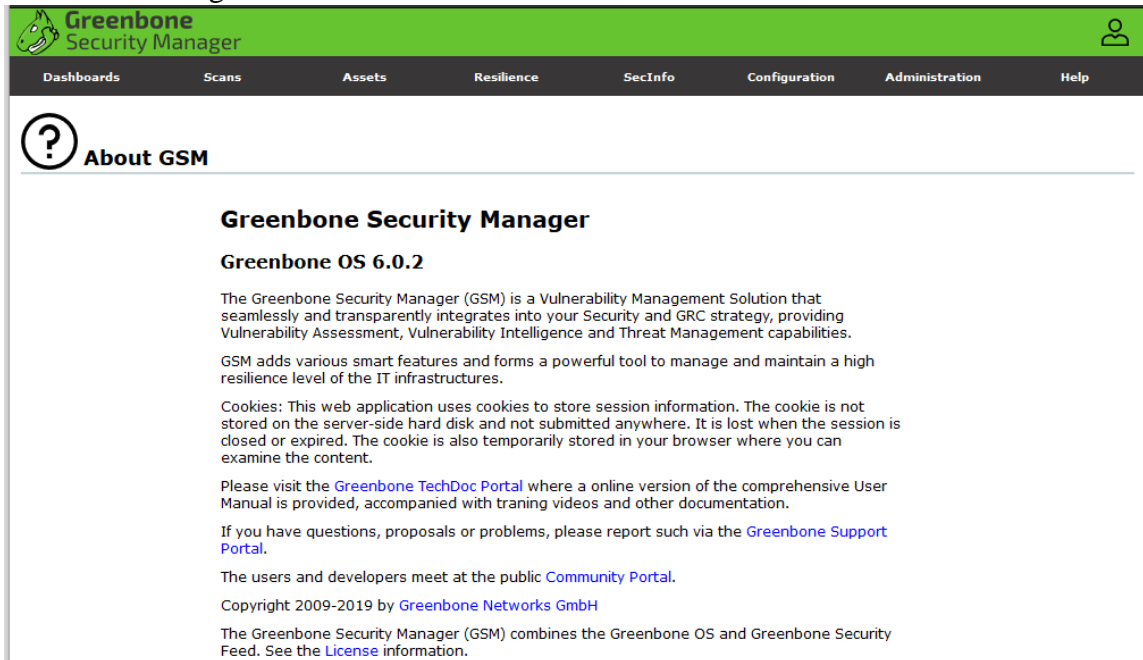 Greenbone
Security Manager
Dashboards Scans Assets Resilience SecInfo Configuration Administration Help
? About GSM
Greenbone Security Manager
Greenbone OS 6.0.2
The Greenbone Security Manager (GSM) is a Vulnerability Management Solution that
seamlessly and transparently integrates into your Security and GRC strategy, providing
Vulnerability Assessment, Vulnerability Intelligence and Threat Management capabilities.
GSM adds various smart features and forms a powerful tool to manage and maintain a high
resilience level of the IT infrastructures.
Cookies: This web application uses cookies to store session information. The cookie is not
stored on the server-side hard disk and not submitted anywhere. It is lost when the session is
closed or expired. The cookie is also temporarily stored in your browser where you can
examine the content.
Please visit the Greenbone TechDoc Portal where a online version of the comprehensive User
Manual is provided, accompanied with traning videos and other documentation.
If you have questions, proposals or problems, please report such via the Greenbone Support
Portal.
The users and developers meet at the public Community Portal.
Copyright 2009-2019 by Greenbone Networks GmbH
The Greenbone Security Manager (GSM) combines the Greenbone OS and Greenbone Security
Feed. See the License information.